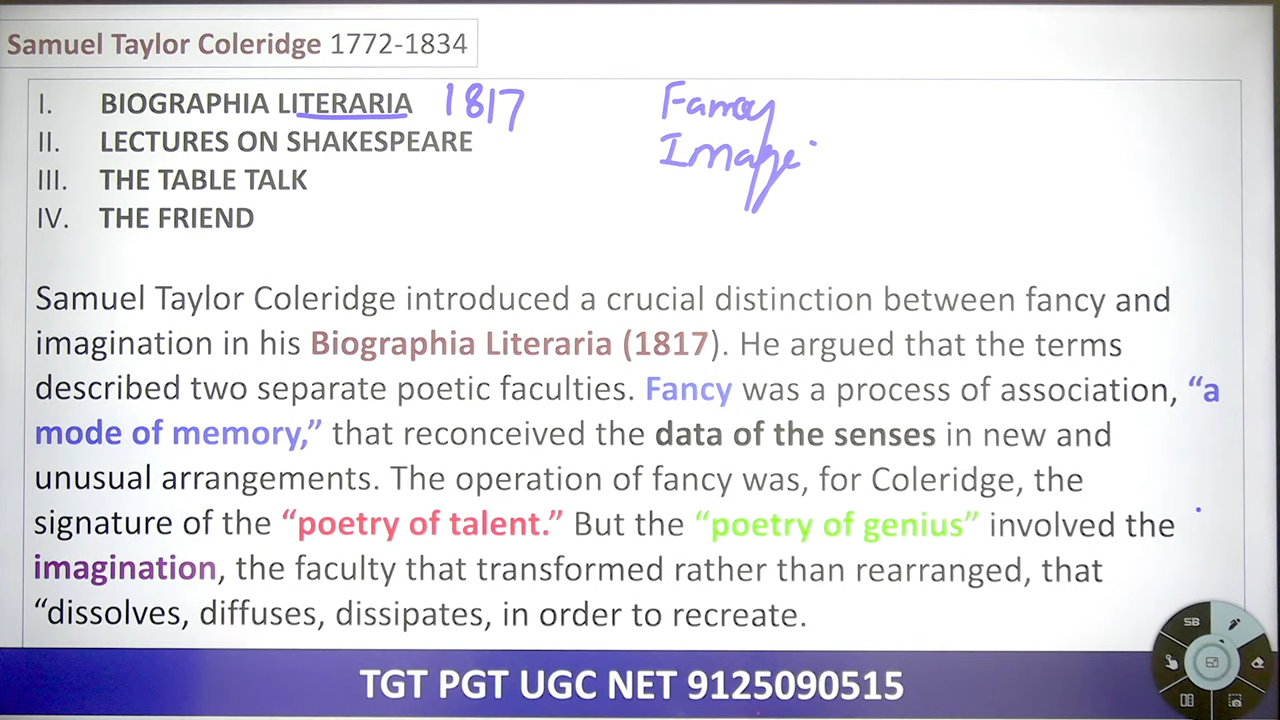 Samuel Taylor Coleridge 1772-1834
I. BIOGRAPHIA LITERARIA 1817
II. LECTURES ON SHAKESPEARE
III. THE TABLE TALK
IV. THE FRIEND
Fancy
Image
Samuel Taylor Coleridge introduced a crucial distinction between fancy and
imagination in his Biographia Literaria (1817). He argued that the terms
described two separate poetic faculties. Fancy was a process of association, “a
mode of memory,” that reconceived the data of the senses in new and
unusual arrangements. The operation of fancy was, for Coleridge, the
signature of the “poetry of talent.” But the “poetry of genius” involved the
imagination, the faculty that transformed rather than rearranged, that
“dissolves, diffuses, dissipates, in order to recreate.
SB
TGT PGT UGC NET 9125090515